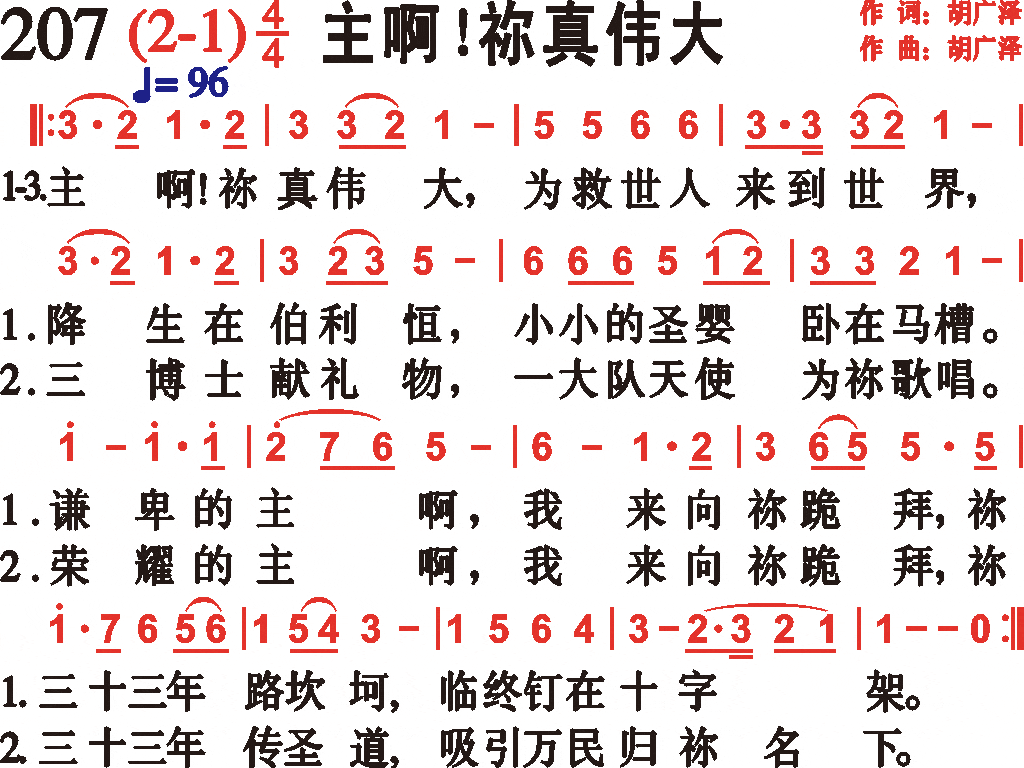 207 (2-1) 4/4 主啊!祢真伟大 作 词：胡广泽
♩= 96 作 曲：胡广泽
‖:3·2 1·2 | 3 3 2 1 – | 5 5 6 6 | 3·3 3 2 1 – |
1-3.主 啊!祢真伟 大，为救世人来到世 界，
3·2 1·2 | 3 2 3 5 – | 6 6 6 5 1 2 | 3 3 2 1 – |
1.降 生在伯利 恒，小小的圣婴 卧在马槽。
2.三 博士献礼 物，一大队天使 为祢歌唱。
i – i·i | 2̇ 7 6 5 – | 6 – 1·2 | 3 6 5 5·5 |
1.谦 卑的主 啊，我 来向祢跪 拜，祢
2.荣 耀的主 啊，我 来向祢跪 拜，祢
i·7 6 5 6 | 1 5 4 3 – | 1 5 6 4 | 3 – 2·3 2 1 | 1 – – 0 :‖
1.三十三年 路坎坷，临终钉在十字 架。
2.三十三年 传圣道，吸引万民归祢名 下。